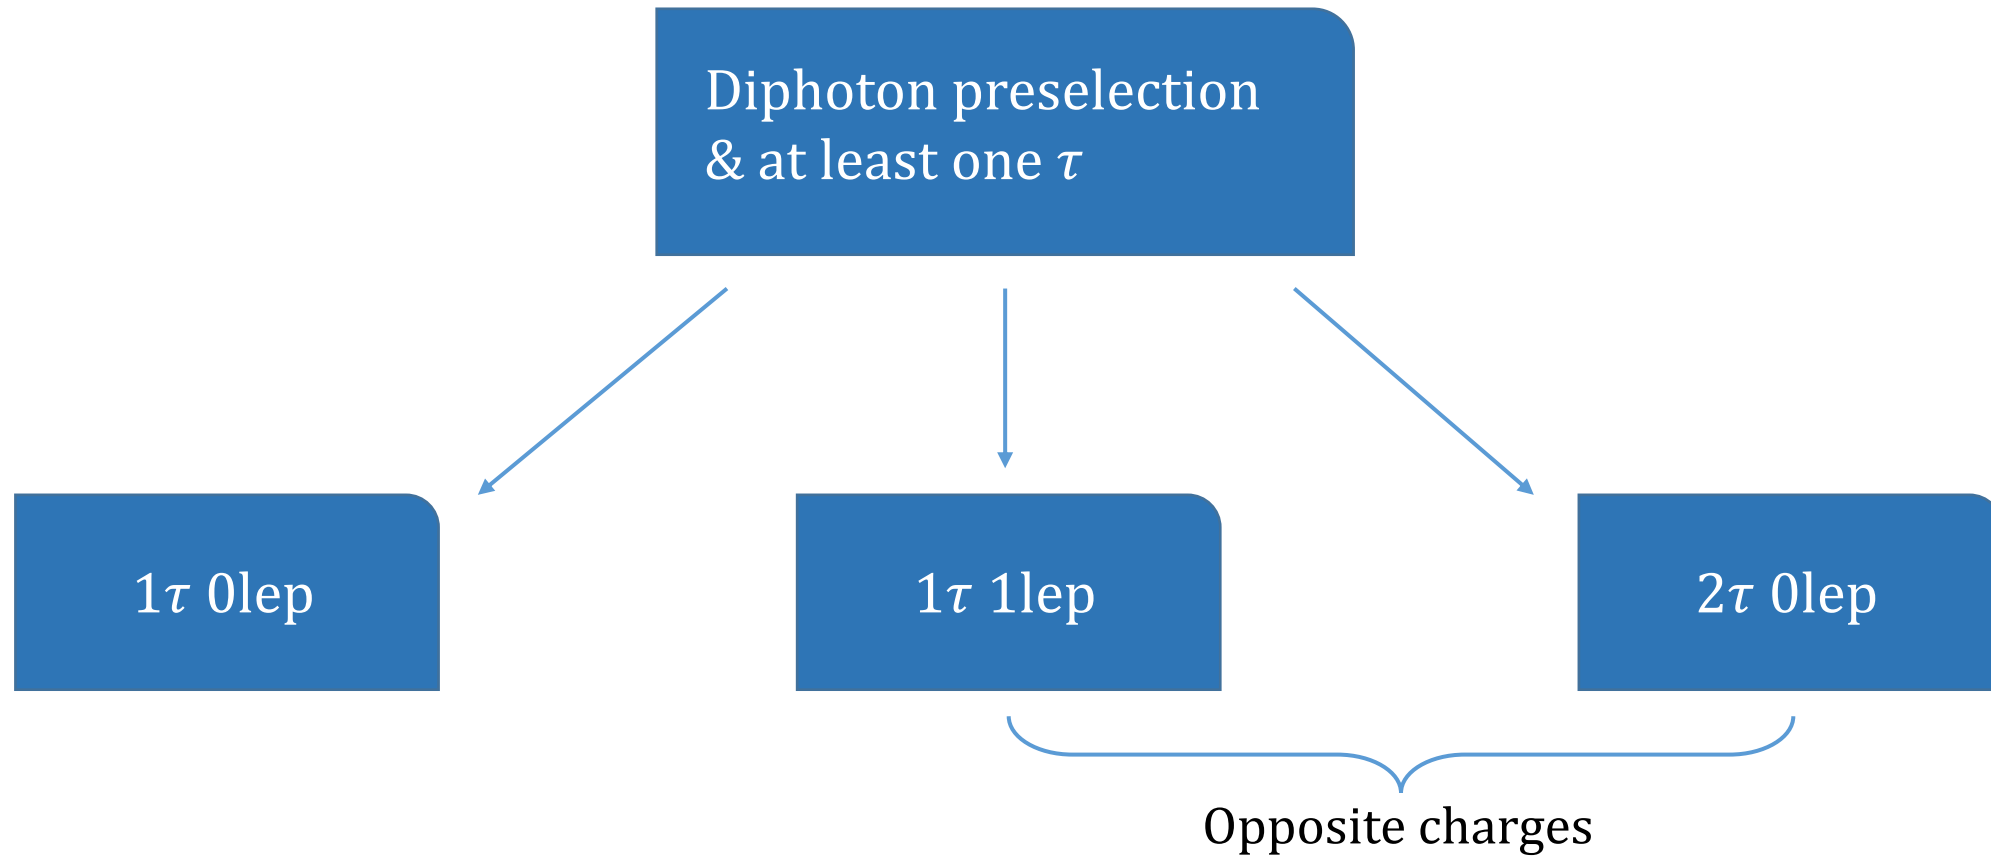 Diphoton preselection
& at least one τ
1τ 0lep
1τ 1lep
2τ 0lep
Opposite charges